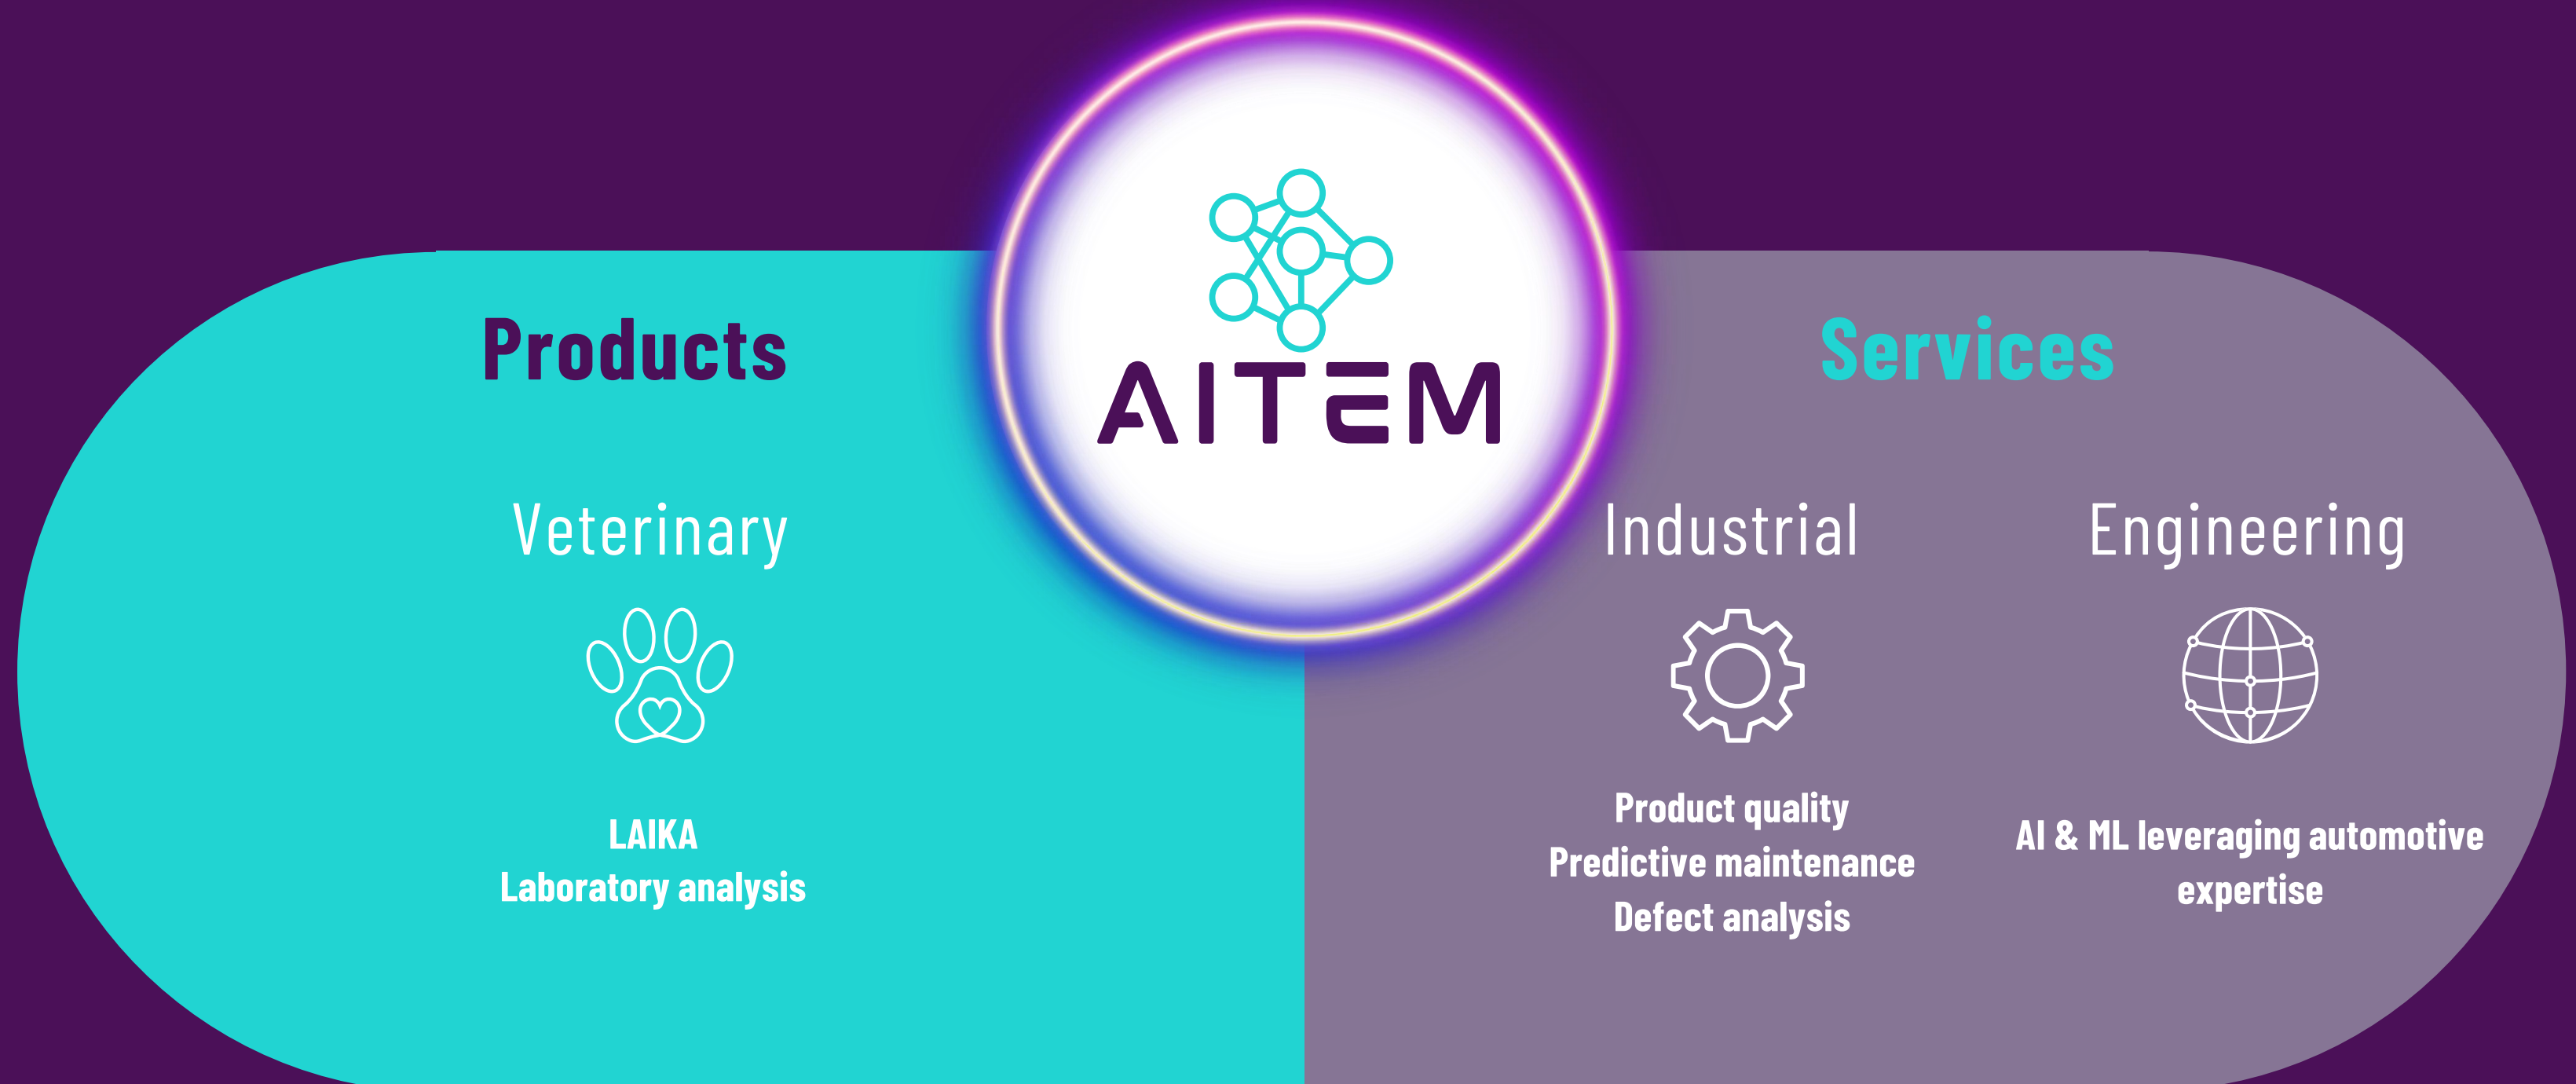 AITEM
Products
Veterinary
LAIKA
Laboratory analysis
Services
Industrial
Product quality
Predictive maintenance
Defect analysis
Engineering
AI & ML leveraging automotive
expertise